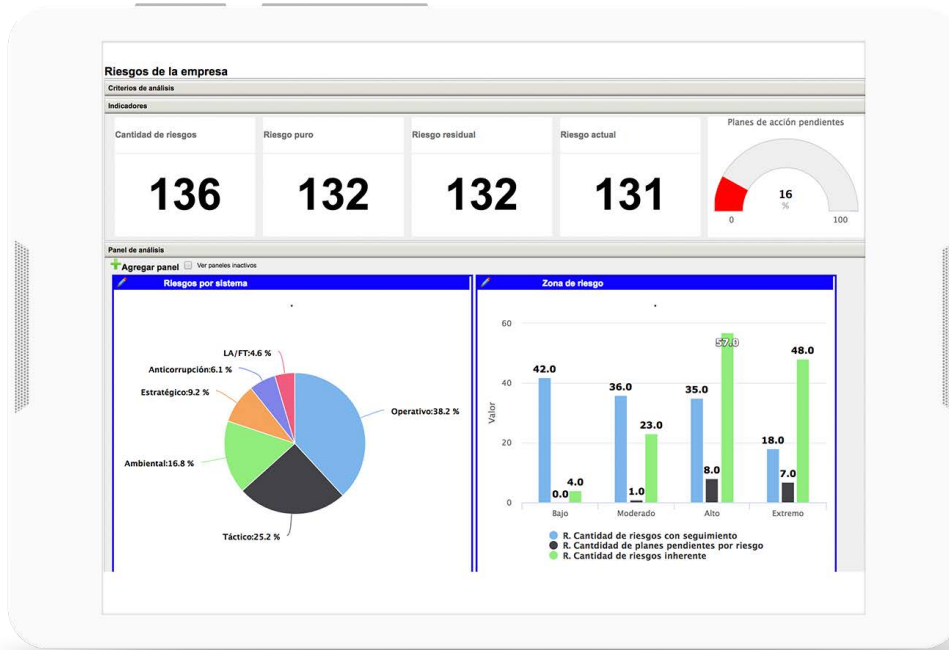 Riesgos de la empresa
Criterios de análisis
Indicadores
Cantidad de riesgos
136
Riesgo puro
132
Riesgo residual
132
Riesgo actual
131
Planes de acción pendientes
16
%
0
100
Panel de análisis
Agregar panel
Ver paneles inactivos
Riesgos por sistema
LA/FT:4.6 %
Anticorrupción:6.1 %
Estratégico:9.2 %
Operativo:38.2 %
Ambiental:16.8 %
Táctico:25.2 %
Zona de riesgo
60
40
20
0
Valor
42.0
0.0
4.0
36.0
1.0
23.0
35.0
8.0
57.0
18.0
7.0
48.0
Bajo
Moderado
Alto
Extremo
R. Cantidad de riesgos con seguimiento
R. Cantdidad de planes pendientes por riesgo
R. Cantidad de riesgos inherente